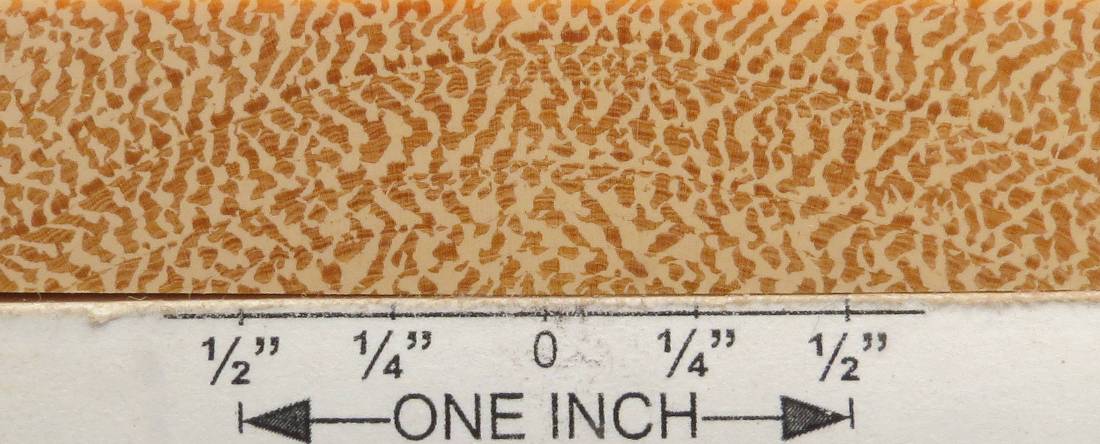 ½” ¼” 0 ¼” ½”
ONE INCH